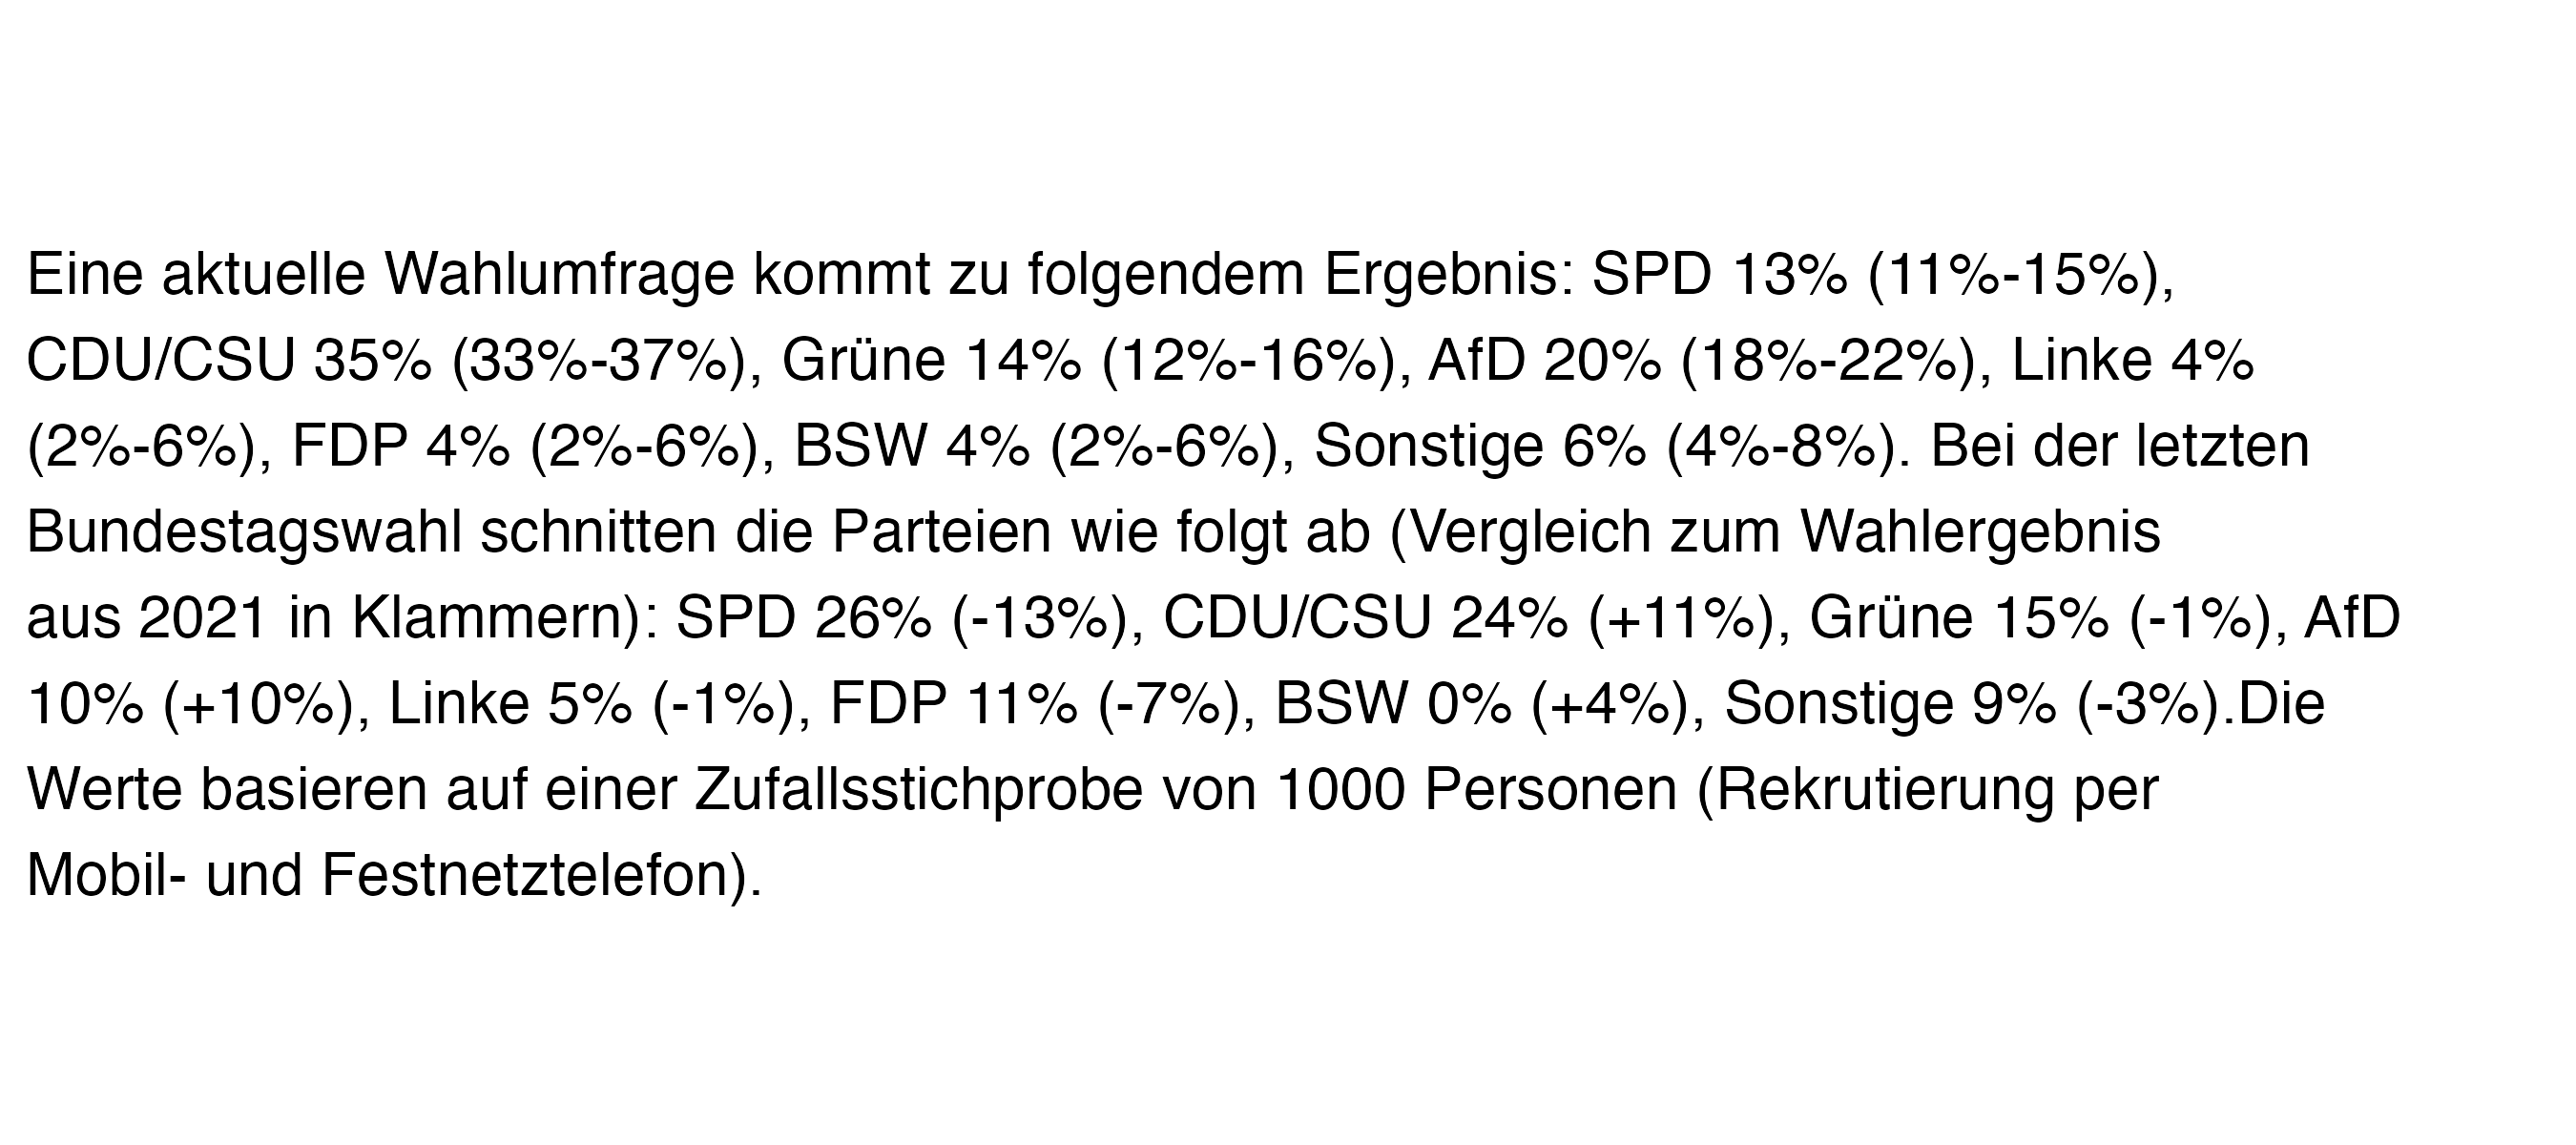 Eine aktuelle Wahlumfrage kommt zu folgendem Ergebnis: SPD 13% (11%-15%),
CDU/CSU 35% (33%-37%), Grüne 14% (12%-16%), AfD 20% (18%-22%), Linke 4%
(2%-6%), FDP 4% (2%-6%), BSW 4% (2%-6%), Sonstige 6% (4%-8%). Bei der letzten
Bundestagswahl schnitten die Parteien wie folgt ab (Vergleich zum Wahlergebnis
aus 2021 in Klammern): SPD 26% (-13%), CDU/CSU 24% (+11%), Grüne 15% (-1%), AfD
10% (+10%), Linke 5% (-1%), FDP 11% (-7%), BSW 0% (+4%), Sonstige 9% (-3%).Die
Werte basieren auf einer Zufallsstichprobe von 1000 Personen (Rekrutierung per
Mobil- und Festnetztelefon).